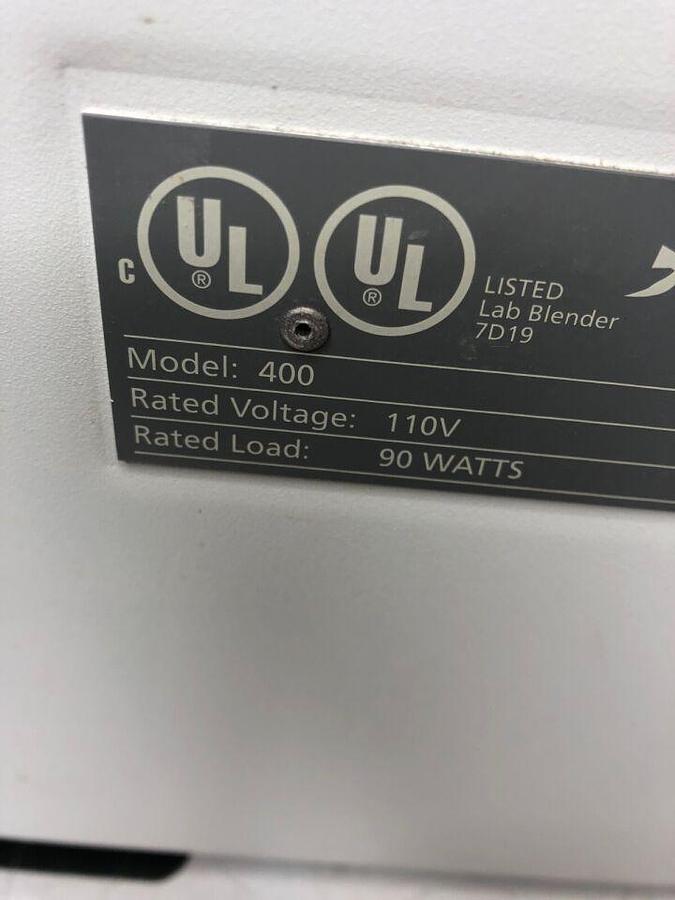 C UL® UL® LISTED
Lab Blender
7D19
Model: 400
Rated Voltage: 110V
Rated Load: 90 WATTS